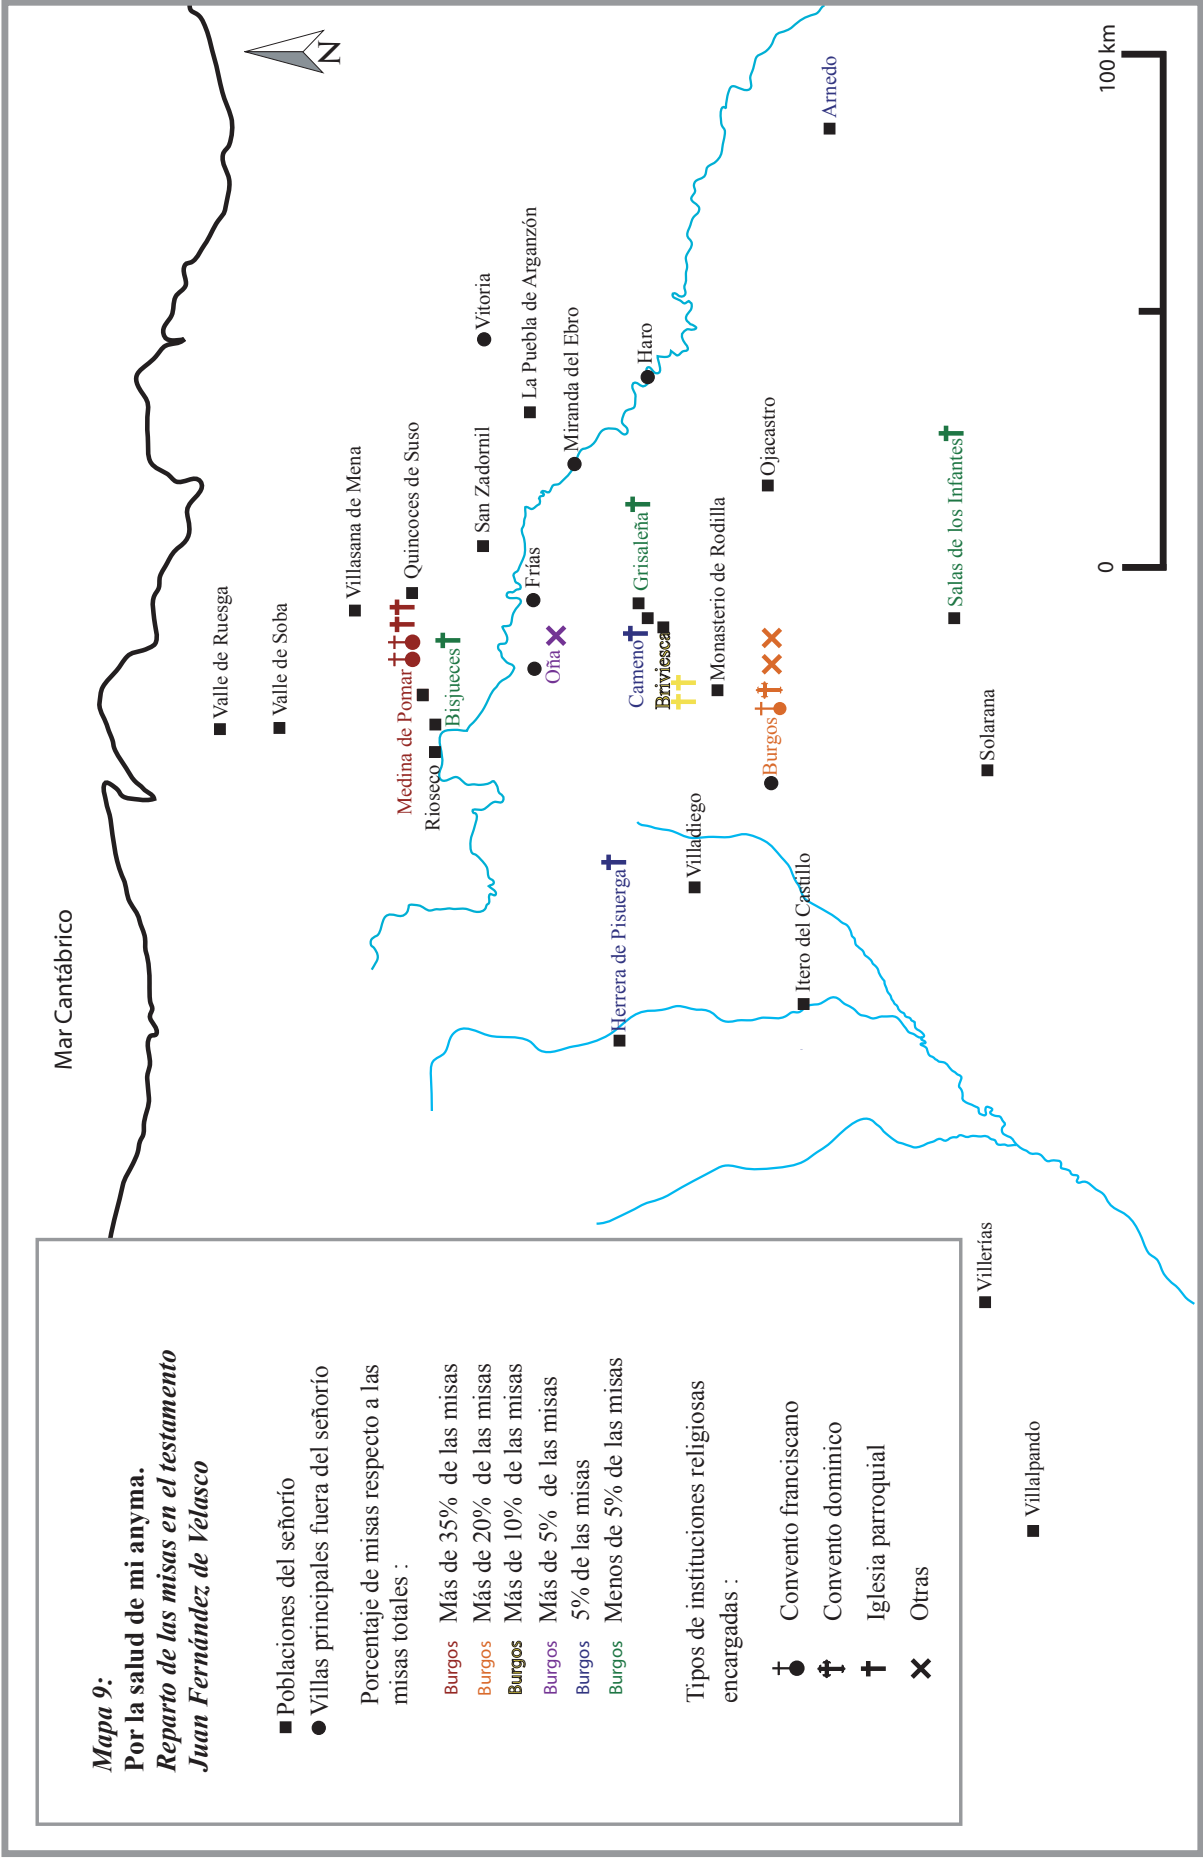 Mapa 9:
Por la salud de mi anyma.
Reparto de las misas en el testamento
Juan Fernández de Velasco
Poblaciones del señorío
Villas principales fuera del señorío
Porcentaje de misas respecto a las
misas totales :
Burgos Más de 35% de las misas
Burgos Más de 20% de las misas
Burgos Más de 10% de las misas
Burgos Más de 5% de las misas
Burgos 5% de las misas
Burgos Menos de 5% de las misas
Tipos de instituciones religiosas
encargadas :
Convento franciscano
Convento dominico
Iglesia parroquial
Otras
Mar Cantábrico
N
Valle de Ruesga
Valle de Soba
Villasana de Mena
Medina de Pomar
Quincoces de Suso
Rioseco
Bisjueces
San Zadornil
Vitoria
La Puebla de Arganzón
Frías
Oña
Miranda del Ebro
Herrera de Pisuerga
Cameno
Grisaleña
Haro
Briviesca
Villadiego
Monasterio de Rodilla
Burgos
Ojacastro
Itero del Castillo
Arnedo
Salas de los Infantes
Solarana
Villerías
Villalpando
0
100 km